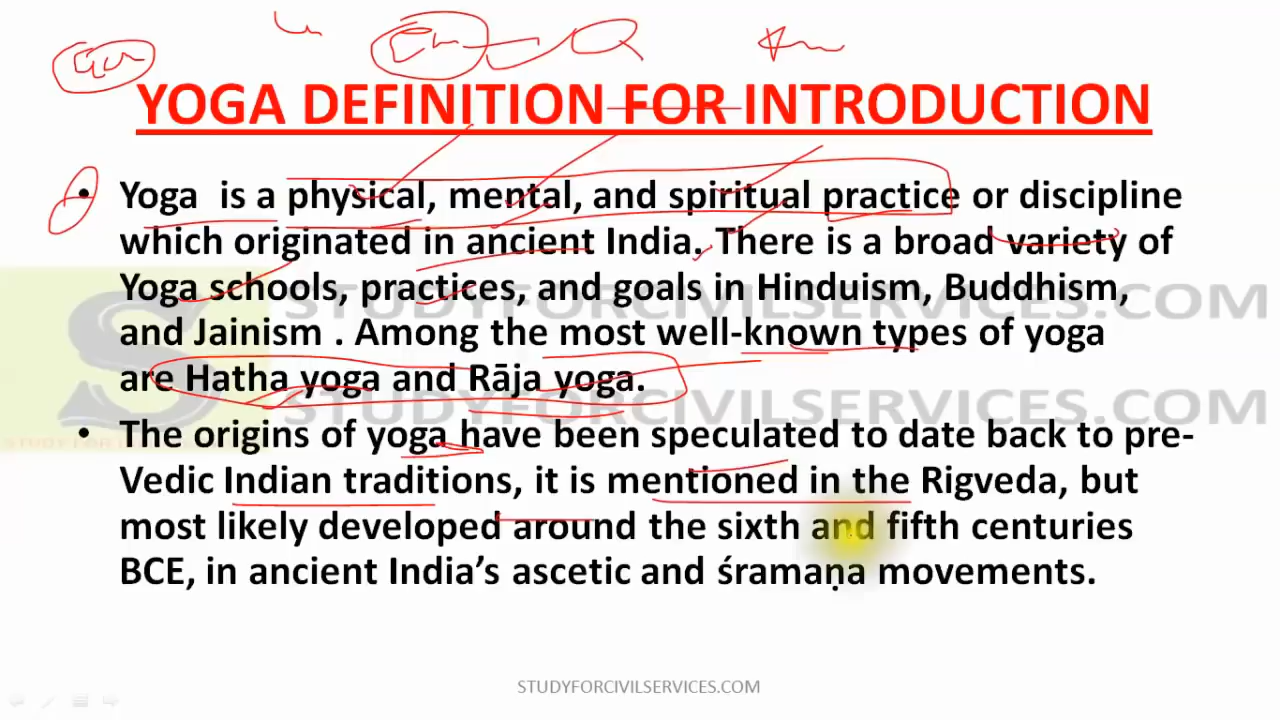 YOGA DEFINITION FOR INTRODUCTION
• Yoga is a physical, mental, and spiritual practice or discipline
which originated in ancient India. There is a broad variety of
Yoga schools, practices, and goals in Hinduism, Buddhism,
and Jainism . Among the most well-known types of yoga
are Hatha yoga and Rāja yoga.
• The origins of yoga have been speculated to date back to pre-
Vedic Indian traditions, it is mentioned in the Rigveda, but
most likely developed around the sixth and fifth centuries
BCE, in ancient India’s ascetic and śramaṇa movements.
STUDYFORCIVILSERVICES.COM
STUDYFORCIVILSERVICES.COM
STUDYFORCIVILSERVICES.COM